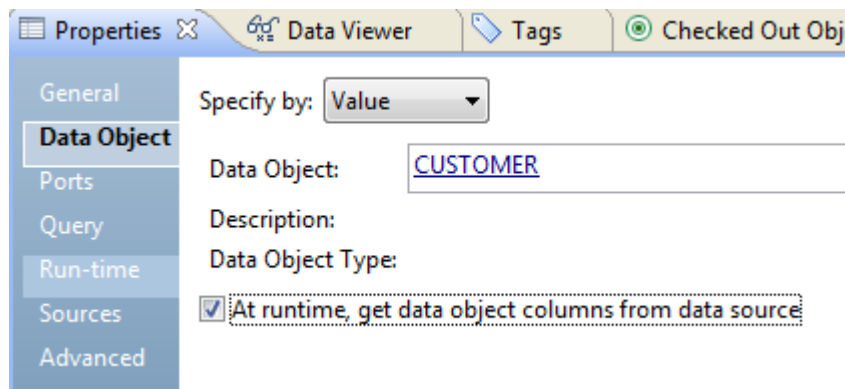 Properties Data Viewer Tags Checked Out Obj
General
Data Object
Ports
Query
Run-time
Sources
Advanced
Specify by: Value
Data Object: CUSTOMER
Description:
Data Object Type:
At runtime, get data object columns from data source